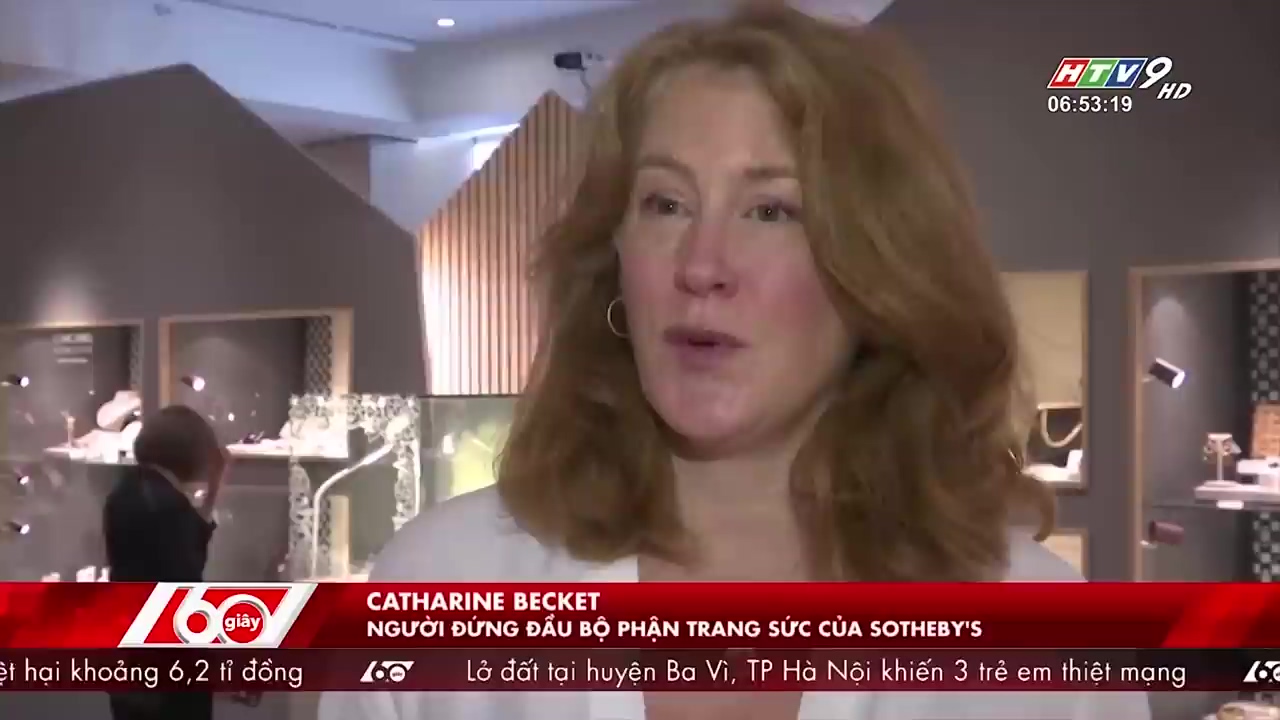 HTV9 HD
06:53:19
60 giây
CATHARINE BECKET
NGƯỜI ĐỨNG ĐẦU BỘ PHẬN TRANG SỨC CỦA SOTHEBY'S
hại khoảng 6,2 tỉ đồng 60 giây Lở đất tại huyện Ba Vì, TP Hà Nội khiến 3 trẻ em thiệt mạng